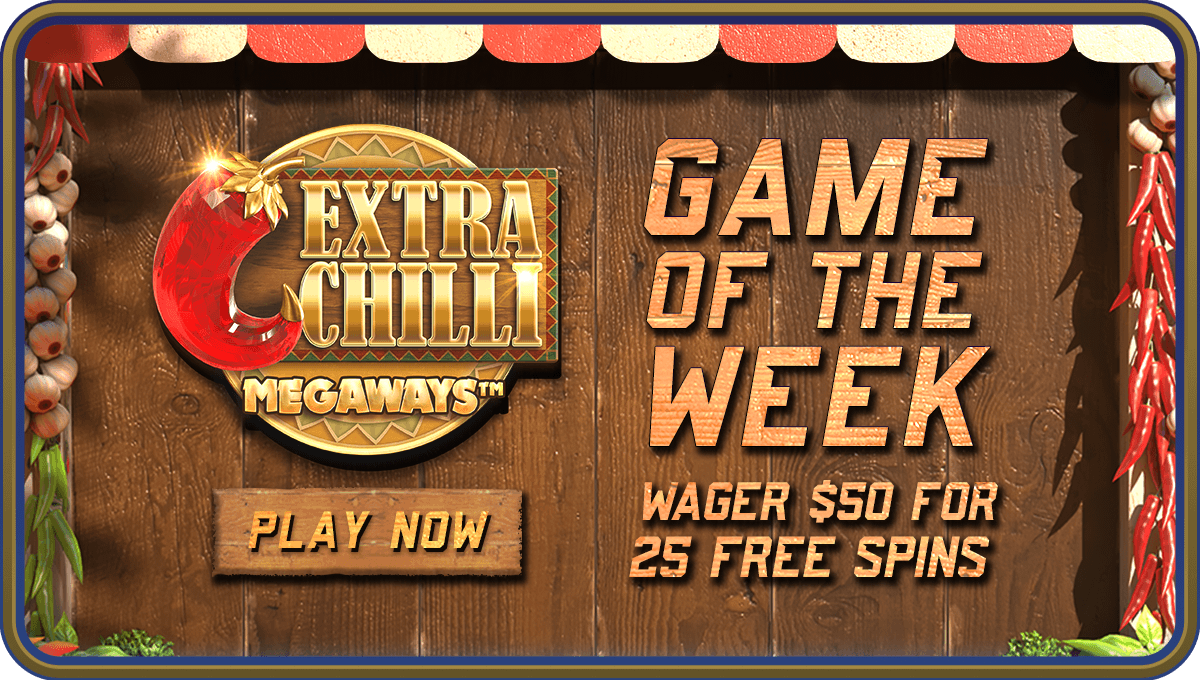 EXTRA
CHILLI
MEGAWAYS™
PLAY NOW
GAME
OF THE
WEEK
WAGER $50 FOR
25 FREE SPINS